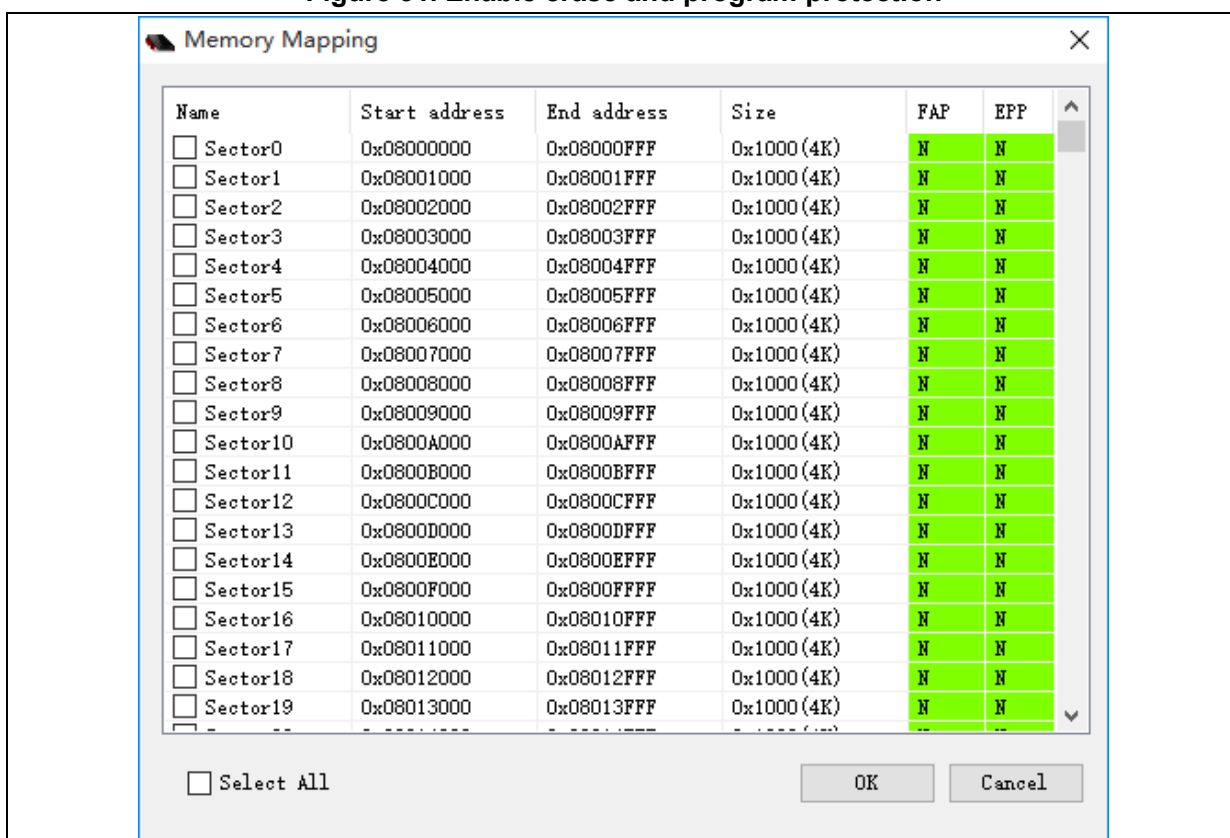 Memory Mapping
Name Start address End address Size FAP EPP
Sector0 0x08000000 0x08000FFF 0x1000(4K) N N
Sector1 0x08001000 0x08001FFF 0x1000(4K) N N
Sector2 0x08002000 0x08002FFF 0x1000(4K) N N
Sector3 0x08003000 0x08003FFF 0x1000(4K) N N
Sector4 0x08004000 0x08004FFF 0x1000(4K) N N
Sector5 0x08005000 0x08005FFF 0x1000(4K) N N
Sector6 0x08006000 0x08006FFF 0x1000(4K) N N
Sector7 0x08007000 0x08007FFF 0x1000(4K) N N
Sector8 0x08008000 0x08008FFF 0x1000(4K) N N
Sector9 0x08009000 0x08009FFF 0x1000(4K) N N
Sector10 0x0800A000 0x0800AFFF 0x1000(4K) N N
Sector11 0x0800B000 0x0800BFFF 0x1000(4K) N N
Sector12 0x0800C000 0x0800CFFF 0x1000(4K) N N
Sector13 0x0800D000 0x0800DFFF 0x1000(4K) N N
Sector14 0x0800E000 0x0800EFFF 0x1000(4K) N N
Sector15 0x0800F000 0x0800FFFF 0x1000(4K) N N
Sector16 0x08010000 0x08010FFF 0x1000(4K) N N
Sector17 0x08011000 0x08011FFF 0x1000(4K) N N
Sector18 0x08012000 0x08012FFF 0x1000(4K) N N
Sector19 0x08013000 0x08013FFF 0x1000(4K) N N
Select All OK Cancel